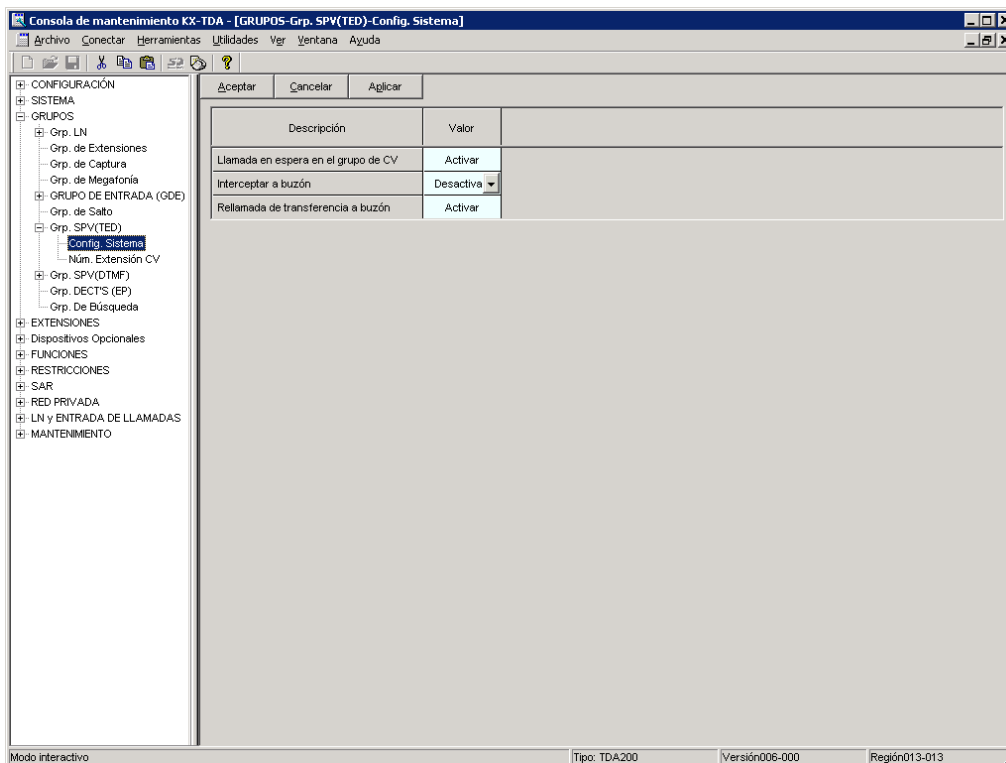 Consola de mantenimiento KX-TDA - [GRUPOS-Grp. SPV(TED)-Config. Sistema]
Archivo Conectar Herramientas Utilidades Ver Ventana Ayuda
CONFIGURACIÓN
SISTEMA
GRUPOS
Grp. LN
Grp. de Extensiones
Grp. de Captura
Grp. de Megafonía
GRUPO DE ENTRADA (GDE)
Grp. de Salto
Grp. SPV(TED)
Config. Sistema
Núm. Extensión CV
Grp. SPV(DTMF)
Grp. DECT'S (EP)
Grp. De Búsqueda
EXTENSIONES
Dispositivos Opcionales
FUNCIONES
RESTRICCIONES
SAR
RED PRIVADA
LN y ENTRADA DE LLAMADAS
MANTENIMIENTO
Aceptar Cancelar Aplicar
Descripción Valor
Llamada en espera en el grupo de CV Activar
Interceptar a buzón Desactiva
Rellamada de transferencia a buzón Activar
Modo interactivo Tipo: TDA200 Versión006-000 Región013-013